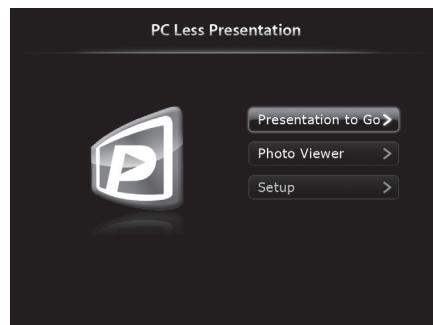 PC Less Presentation
Presentation to Go
Photo Viewer
Setup